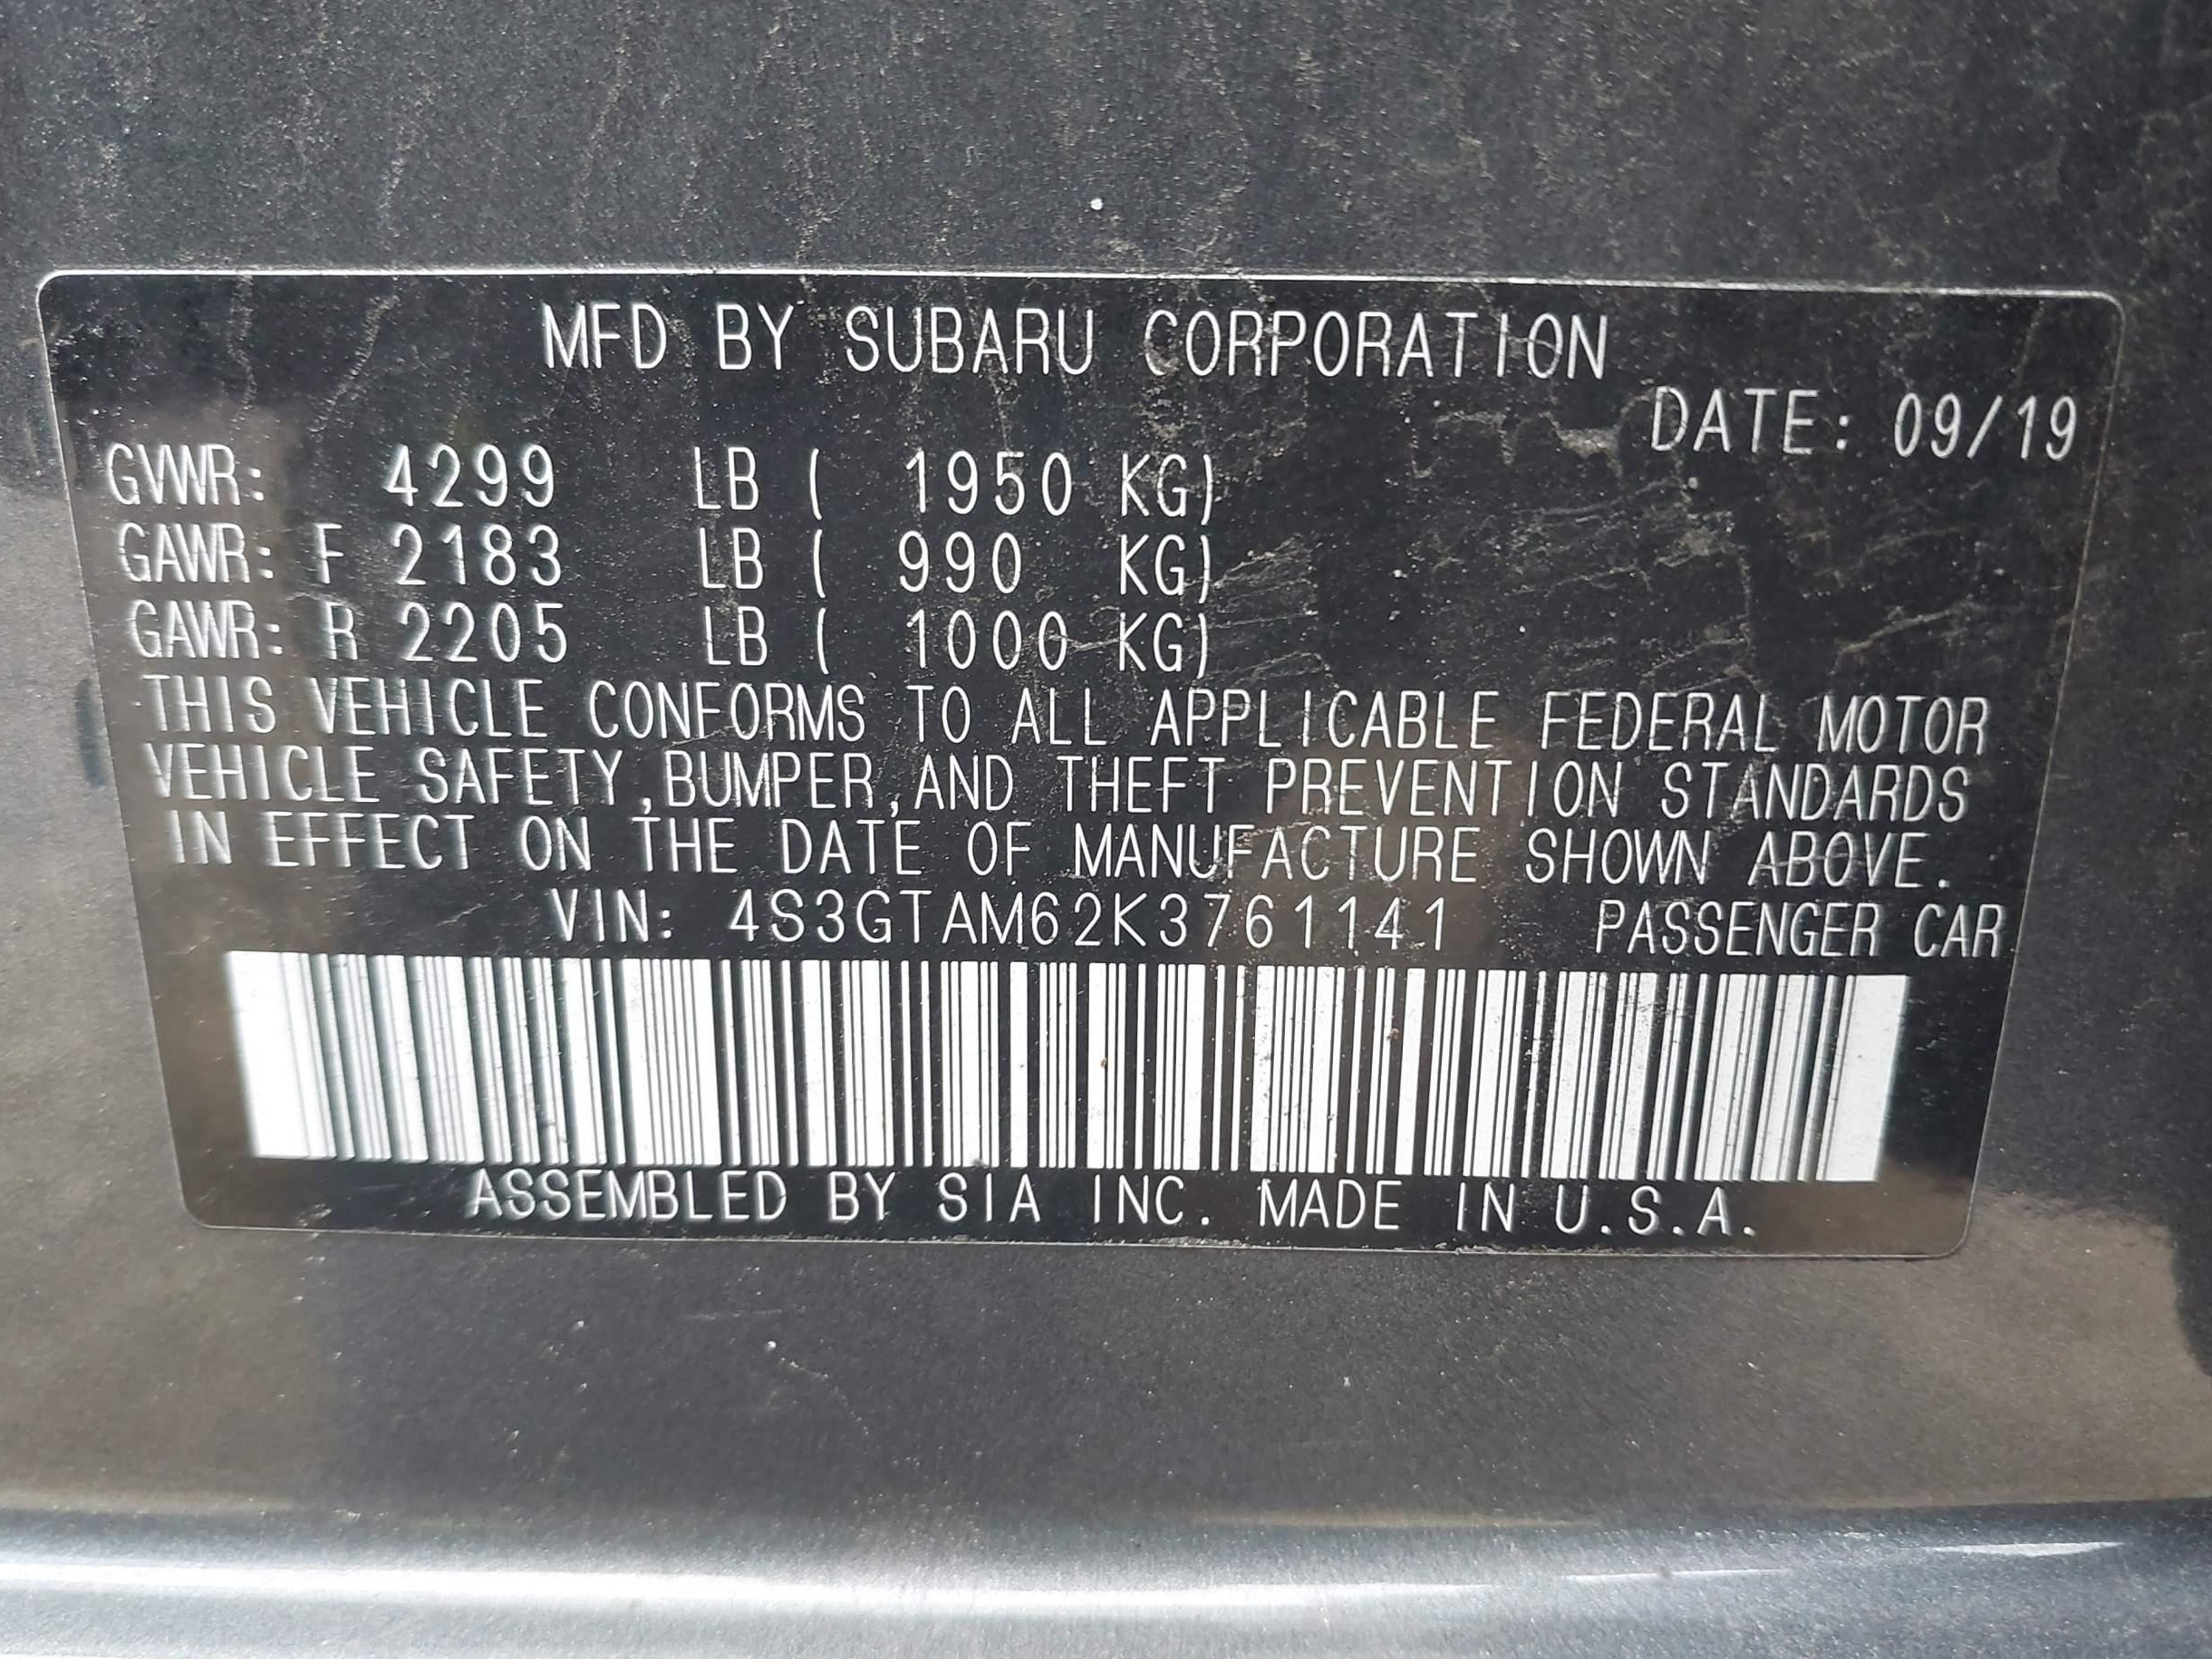 MFD BY SUBARU CORPORATION
DATE: 09/19
GVWR: 4299 LB ( 1950 KG)
GAWR: F 2183 LB ( 990 KG)
GAWR: R 2205 LB ( 1000 KG)
THIS VEHICLE CONFORMS TO ALL APPLICABLE FEDERAL MOTOR
VEHICLE SAFETY,BUMPER,AND THEFT PREVENTION STANDARDS
IN EFFECT ON THE DATE OF MANUFACTURE SHOWN ABOVE.
VIN: 4S3GTAM62K3761141 PASSENGER CAR
ASSEMBLED BY SIA INC. MADE IN U.S.A.